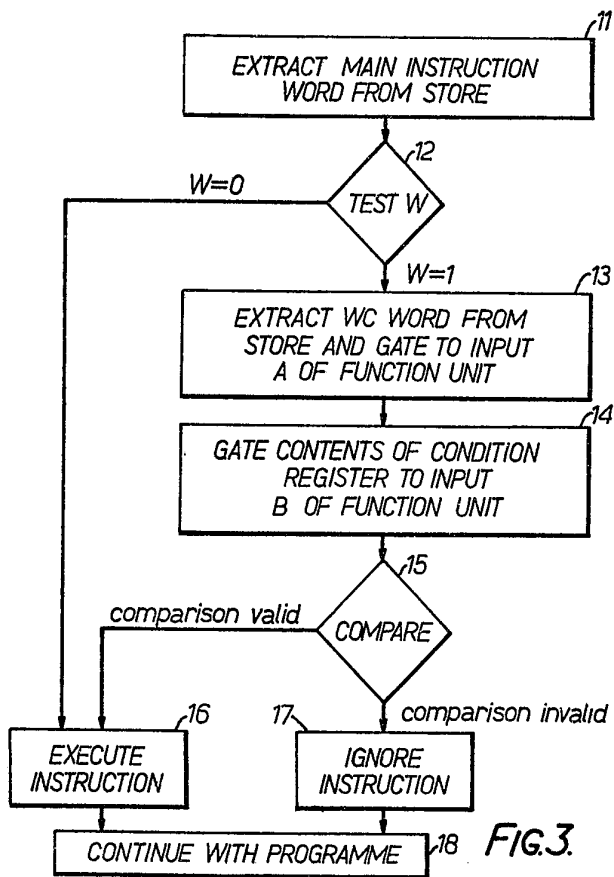 11
EXTRACT MAIN INSTRUCTION
WORD FROM STORE
12
W=0
TEST W
W=1
13
EXTRACT WC WORD FROM
STORE AND GATE TO INPUT
A OF FUNCTION UNIT
14
GATE CONTENTS OF CONDITION
REGISTER TO INPUT
B OF FUNCTION UNIT
15
comparison valid
COMPARE
comparison invalid
16
EXECUTE
INSTRUCTION
17
IGNORE
INSTRUCTION
CONTINUE WITH PROGRAMME
18
FIG.3.